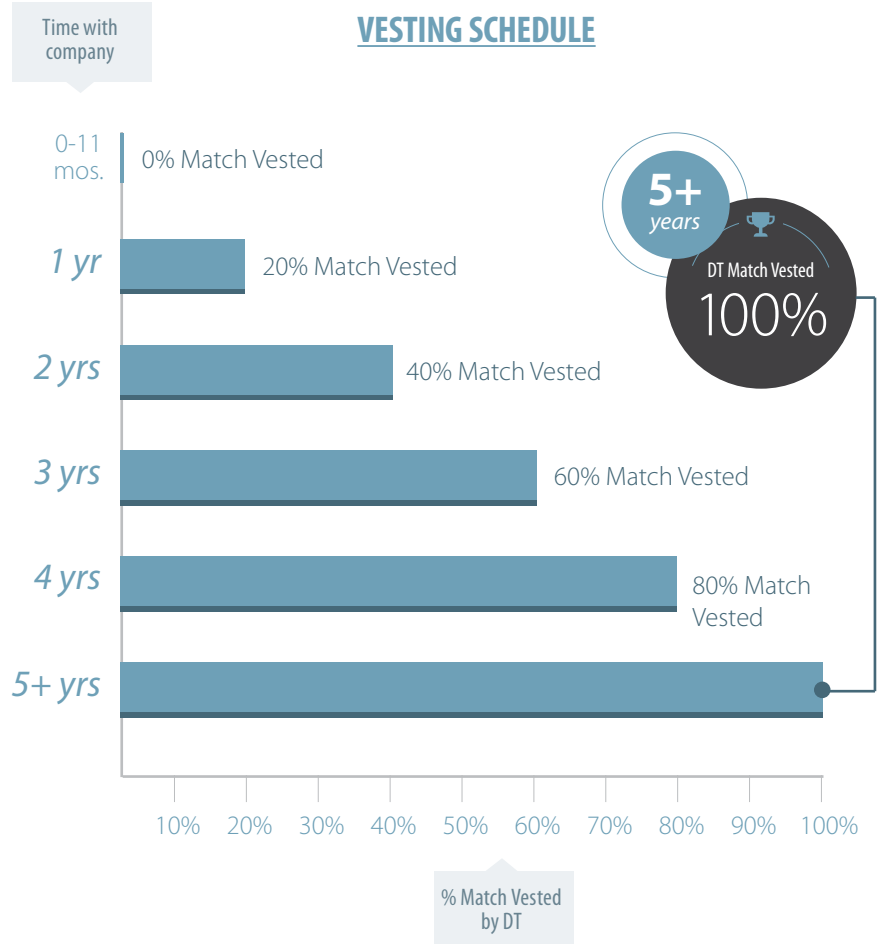 Time with
company
VESTING SCHEDULE
0-11
mos.
0% Match Vested
5+
years
DT Match Vested
100%
1 yr
20% Match Vested
2 yrs
40% Match Vested
3 yrs
60% Match Vested
4 yrs
80% Match
Vested
5+ yrs
10% 20% 30% 40% 50% 60% 70% 80% 90% 100%
% Match Vested
by DT